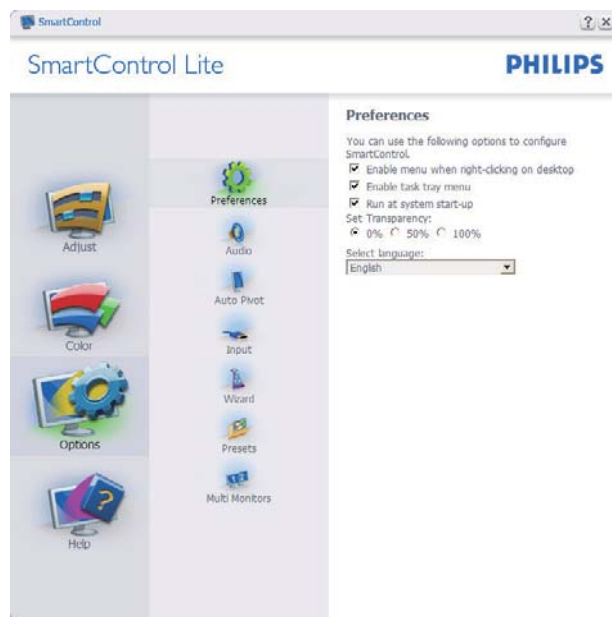 SmartControl
SmartControl Lite
PHILIPS
Adjust
Color
Options
Help
Preferences
Audio
Auto Pivot
Input
Wizard
Presets
Multi Monitors
Preferences
You can use the following options to configure
SmartControl.
Enable menu when right-clicking on desktop
Enable task tray menu
Run at system start-up
Set Transparency:
0% 50% 100%
Select language:
English